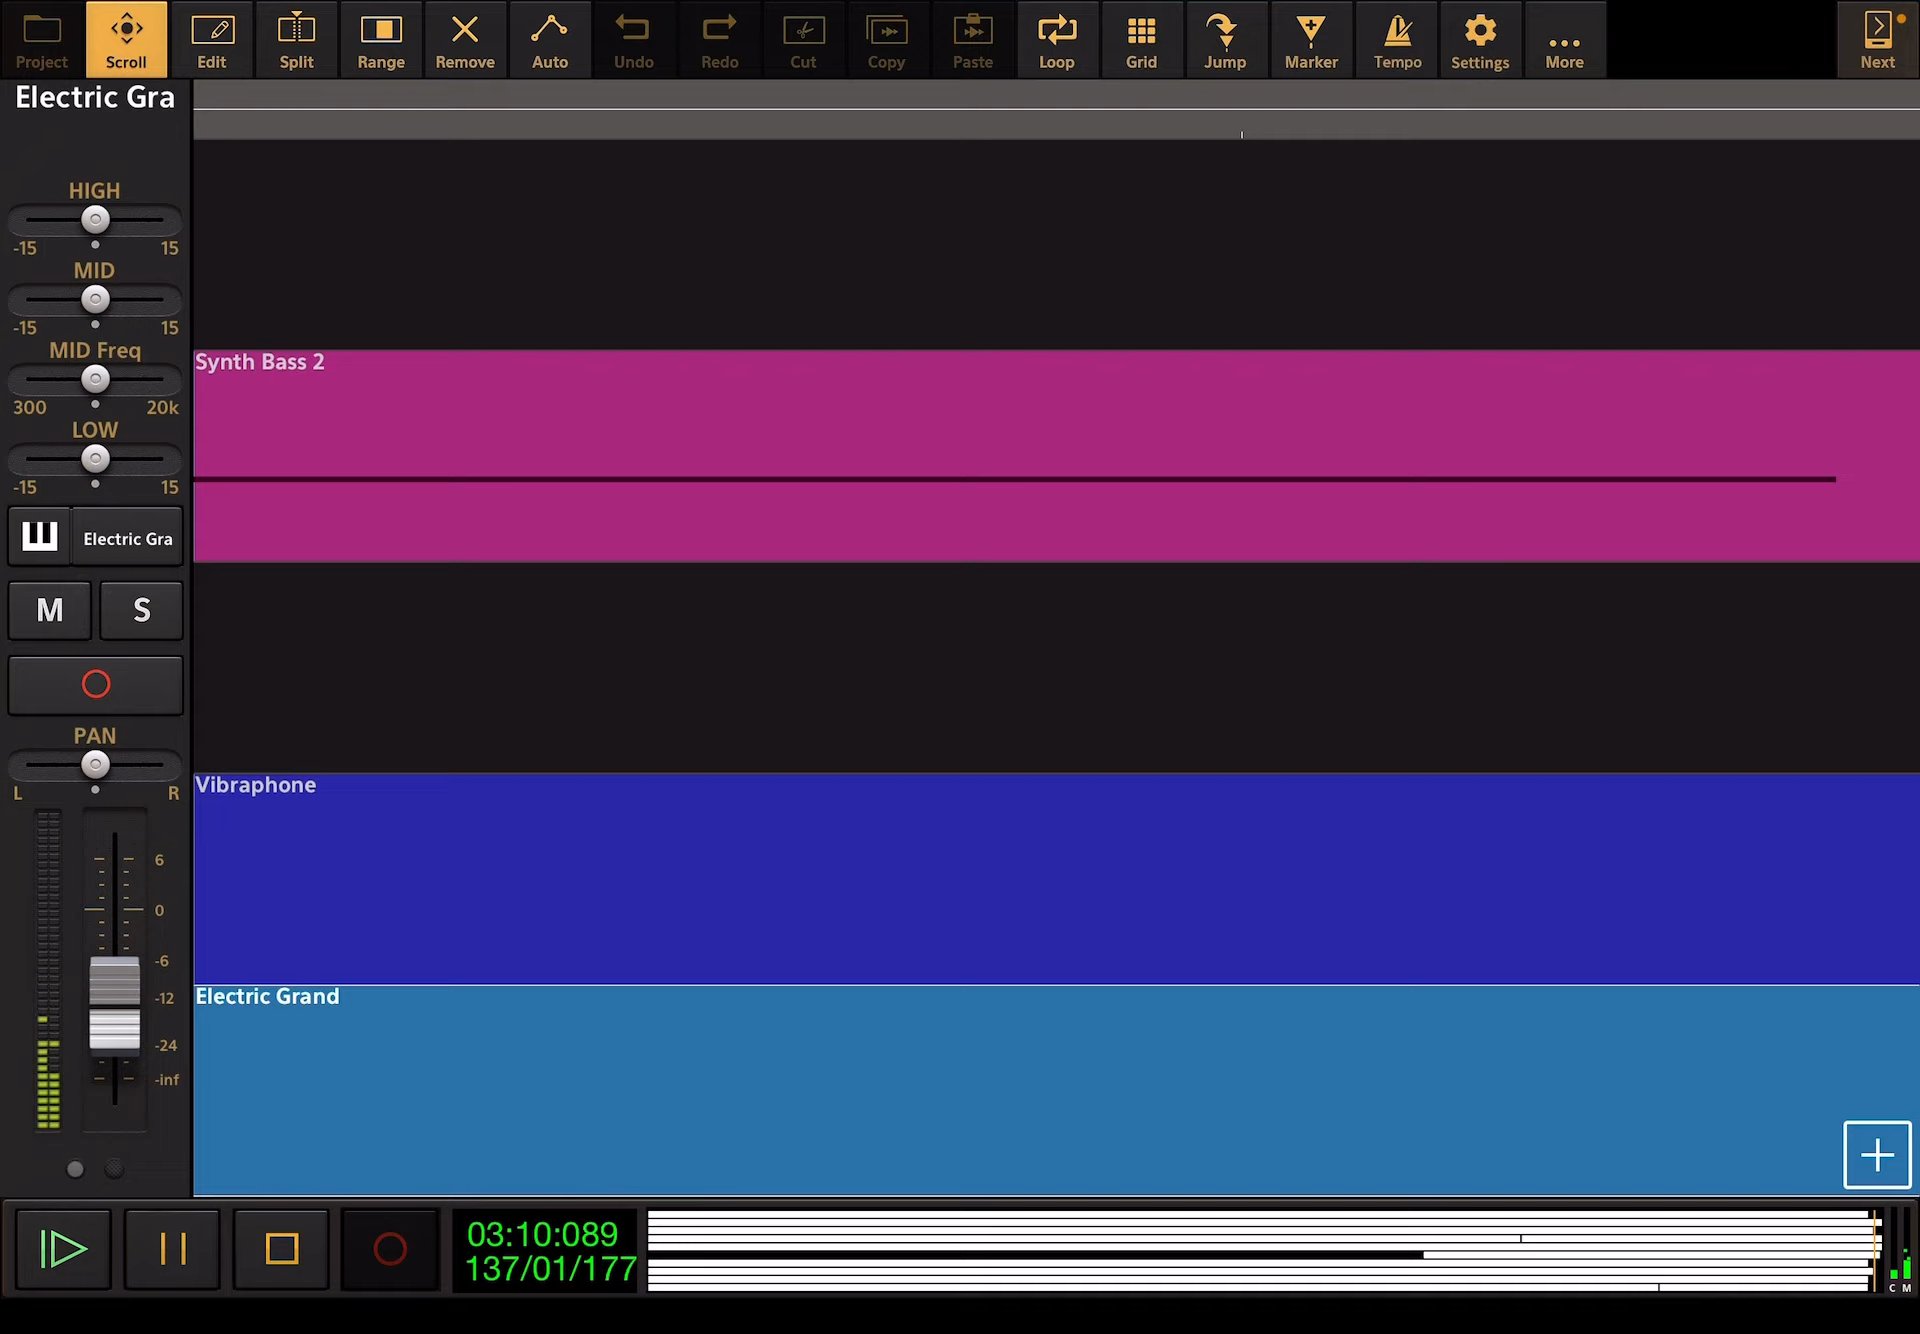 Project
Scroll
Edit
Split
Range
Remove
Auto
Undo
Redo
Cut
Copy
Paste
Loop
Grid
Jump
Marker
Tempo
Settings
More
Next
Electric Gra
HIGH
-15 15
MID
-15 15
MID Freq
300 20k
LOW
-15 15
Electric Gra
M S
PAN
L R
6
0
-6
-12
-24
-inf
Synth Bass 2
Vibraphone
Electric Grand
03:10:089
137/01/177
C M